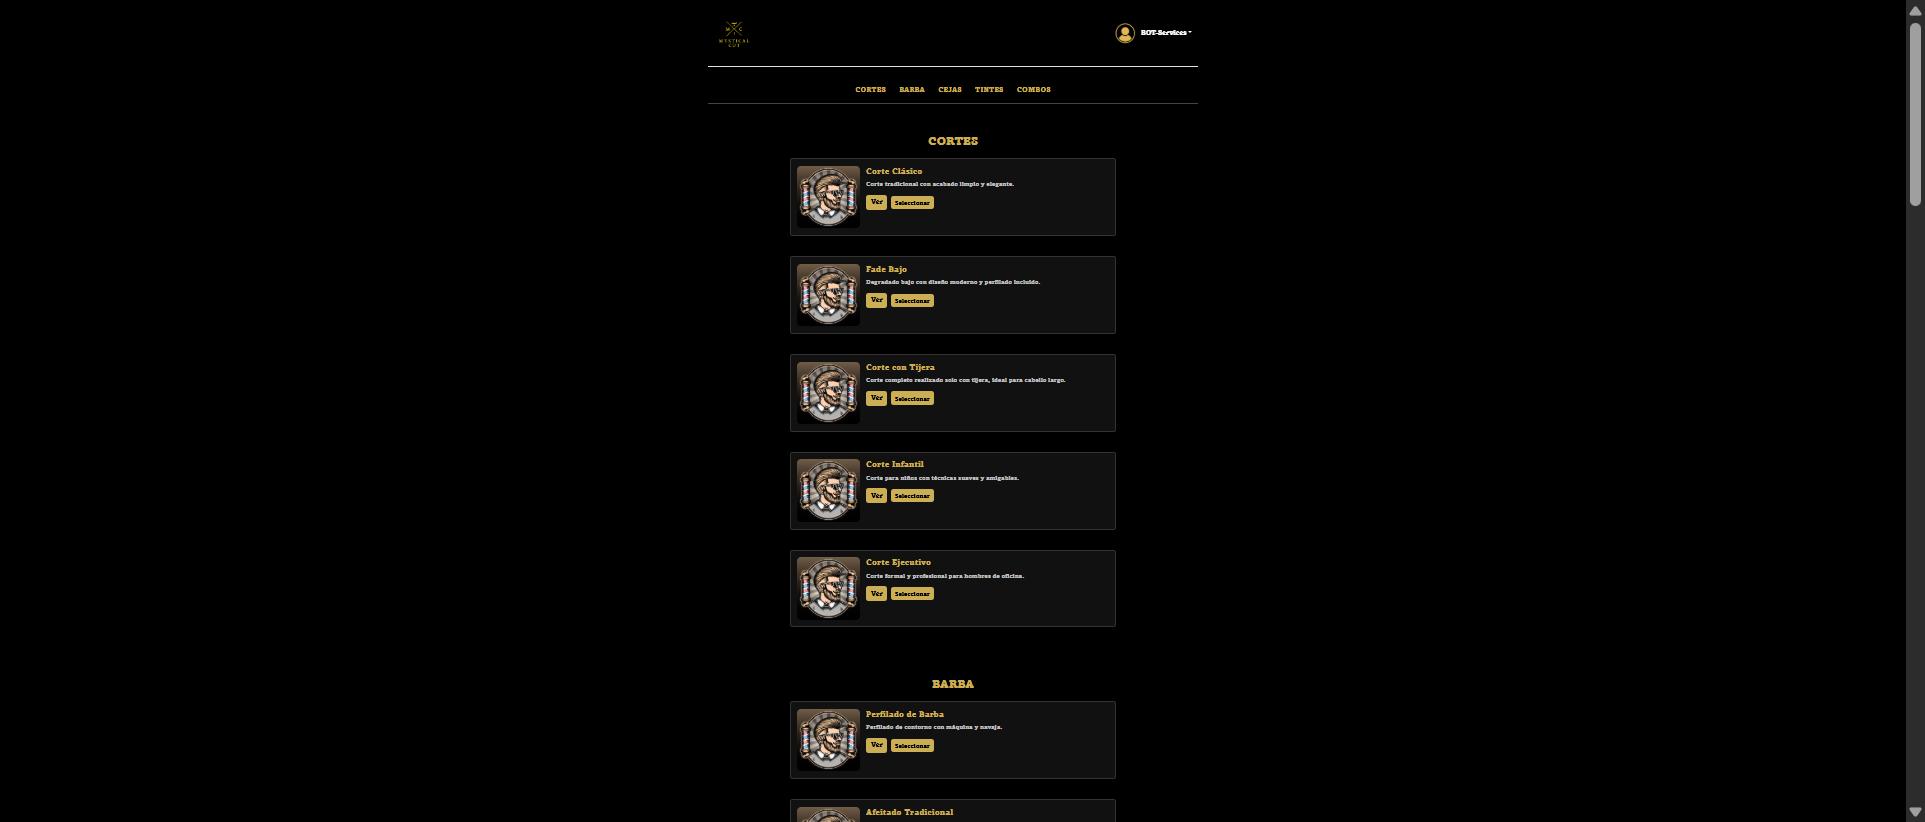 M C
MYSTICAL
CUT
BOT-Services
CORTES BARBA CEJAS TINTES COMBOS
CORTES
Corte Clásico
Corte tradicional con acabado limpio y elegante.
Ver Seleccionar
Fade Bajo
Degradado bajo con diseño moderno y perfilado incluido.
Ver Seleccionar
Corte con Tijera
Corte completo realizado solo con tijera, ideal para cabello largo.
Ver Seleccionar
Corte Infantil
Corte para niños con técnicas suaves y amigables.
Ver Seleccionar
Corte Ejecutivo
Corte formal y profesional para hombres de oficina.
Ver Seleccionar
BARBA
Perfilado de Barba
Perfilado de contorno con máquina y navaja.
Ver Seleccionar
Afeitado Tradicional